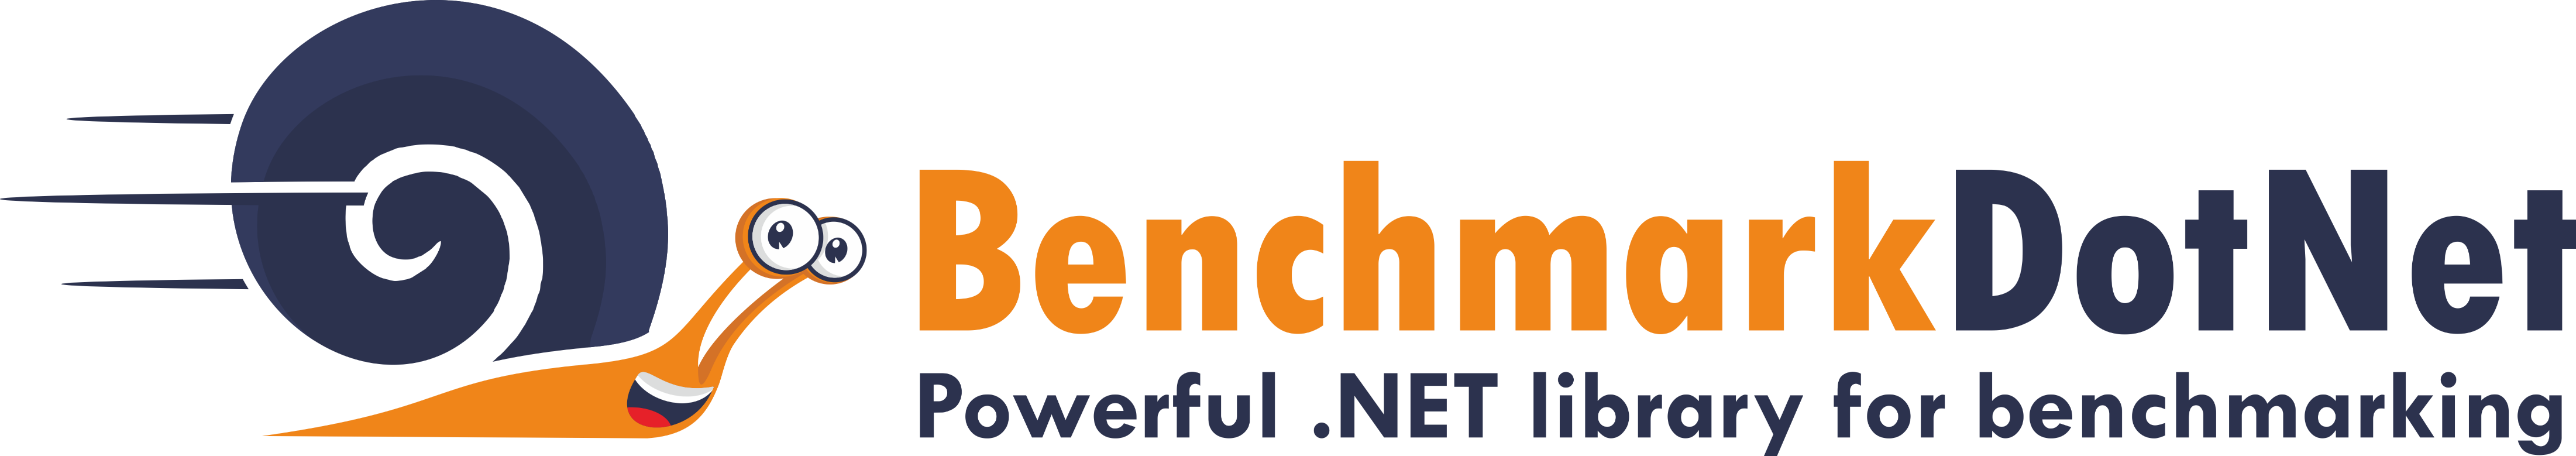 BenchmarkDotNet
Powerful .NET library for benchmarking